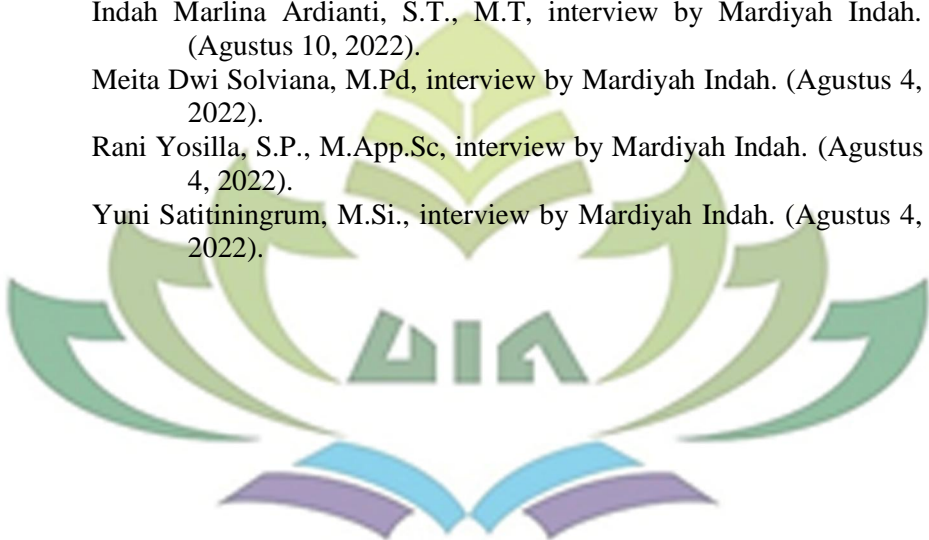 Indah Marlina Ardianti, S.T., M.T, interview by Mardiyah Indah.
(Agustus 10, 2022).
Meita Dwi Solviana, M.Pd, interview by Mardiyah Indah. (Agustus 4,
2022).
Rani Yosilla, S.P., M.App.Sc, interview by Mardiyah Indah. (Agustus
4, 2022).
Yuni Satitiningrum, M.Si., interview by Mardiyah Indah. (Agustus 4,
2022).
UIN